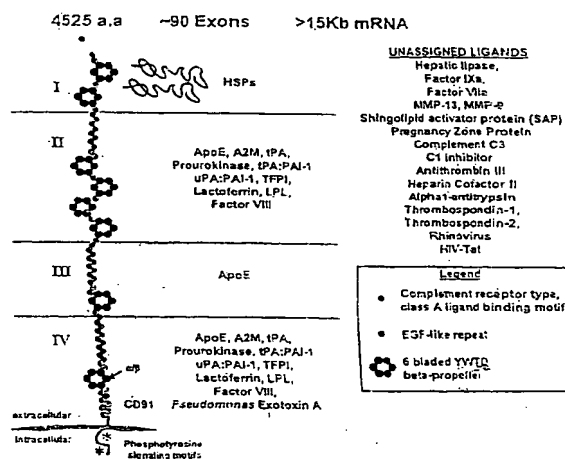 4525 a.a ~90 Exons >15Kb mRNA
I
HSPs
II
ApoE, A2M, tPA,
Prourokinase, tPA:PAI-1
uPA:PAI-1, TFPI,
Lactoferrin, LPL,
Factor VIII
III
ApoE
IV
ApoE, A2M, tPA,
Prourokinase, tPA:PAI-1
uPA:PAI-1, TFPI,
Lactoferrin, LPL,
Factor VIII,
Pseudomonas Exotoxin A
α/β
CD91
extracellular
intracellular
Phosphotyrosine
signaling motifs
UNASSIGNED LIGANDS
Hepatic lipase,
Factor IXa,
Factor VIIa
MMP-13, MMP-9
Shingolipid activator protein (SAP)
Pregnancy Zone Protein
Complement C3
C1 inhibitor
Antithrombin III
Heparin Cofactor II
Alpha1-antitrypsin
Thrombospondin-1,
Thrombospondin-2,
Rhinovirus
HIV-Tat
Legend
Complement receptor type,
class A ligand binding motif
EGF-like repeat
6 bladed YWTD
beta-propeller